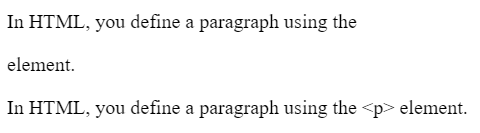 In HTML, you define a paragraph using the
element.
In HTML, you define a paragraph using the <p> element.